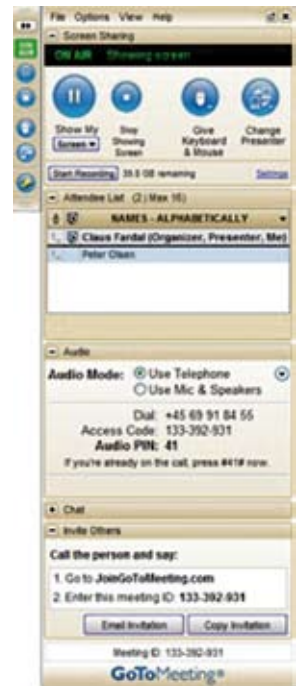 File Options View Help
Screen Sharing
ON AIR Showing screen
Show My
Screen
Stop
Showing
Screen
Give
Keyboard
& Mouse
Change
Presenter
Start Recording 39.0 GB remaining Settings
Attendee List (2 | Max 16)
NAMES - ALPHABETICALLY
Claus Fardal (Organizer, Presenter, Me)
Peter Olsen
Audio
Audio Mode: Use Telephone
Use Mic & Speakers
Dial: +45 69 91 84 55
Access Code: 133-392-931
Audio PIN: 41
If you're already on the call, press #41# now.
Chat
Invite Others
Call the person and say:
1. Go to JoinGoToMeeting.com
2. Enter this meeting ID: 133-392-931
Email Invitation Copy Invitation
Meeting ID: 133-392-931
GoToMeeting®